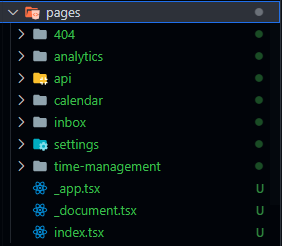 pages
404
analytics
api
calendar
inbox
settings
time-management
_app.tsx U
_document.tsx U
index.tsx U